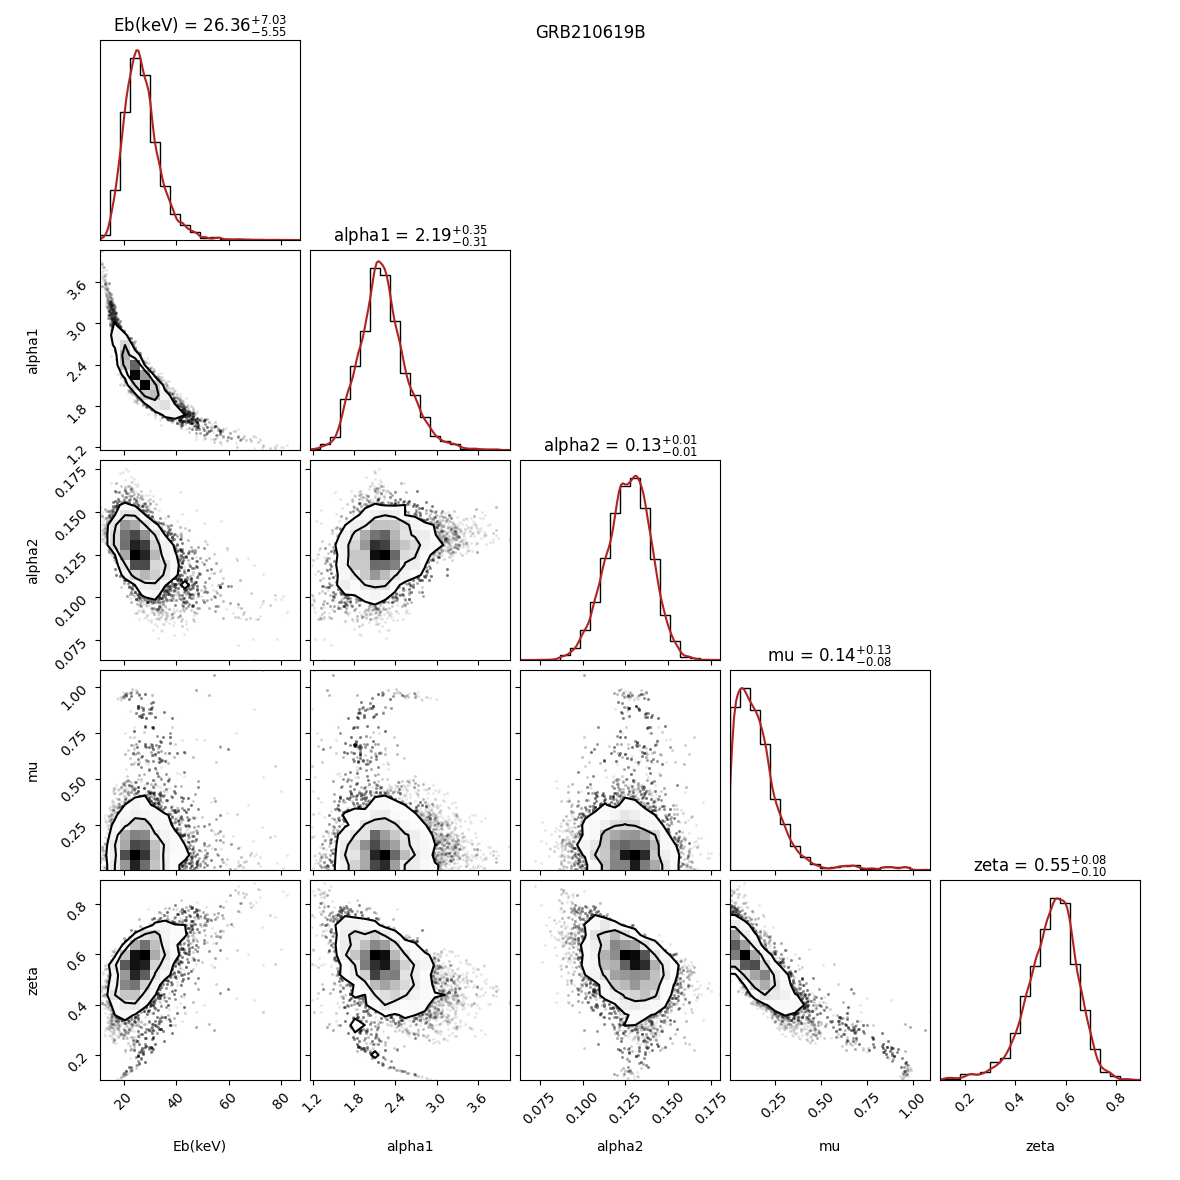 GRB210619B
Eb(keV) = 26.36+7.03−5.55
alpha1 = 2.19+0.35−0.31
alpha1
3.6
3.0
2.4
1.8
1.2
alpha2 = 0.13+0.01−0.01
alpha2
0.175
0.150
0.125
0.100
0.075
mu = 0.14+0.13−0.08
mu
1.00
0.75
0.50
0.25
zeta = 0.55+0.08−0.10
zeta
0.8
0.6
0.4
0.2
20 40 60 80 1.2 1.8 2.4 3.0 3.6 0.075 0.100 0.125 0.150 0.175 0.25 0.50 0.75 1.00 0.2 0.4 0.6 0.8
Eb(keV) alpha1 alpha2 mu zeta